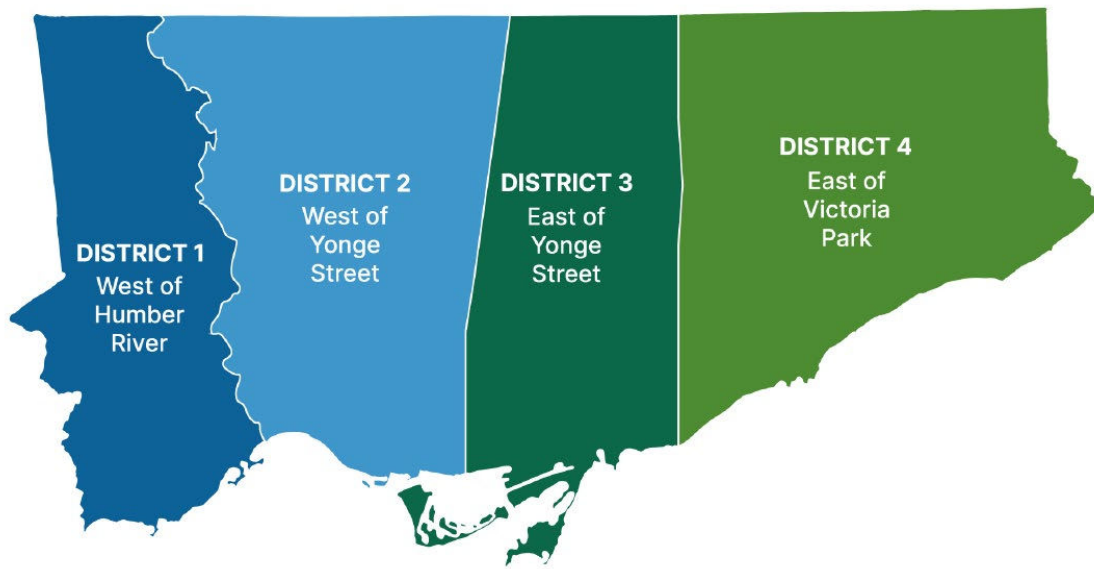 DISTRICT 1
West of
Humber
River
DISTRICT 2
West of
Yonge
Street
DISTRICT 3
East of
Yonge
Street
DISTRICT 4
East of
Victoria
Park